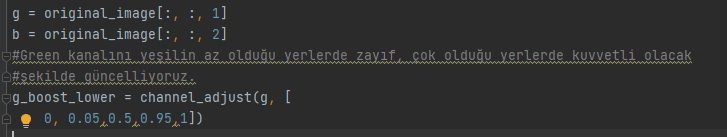 g = original_image[:, :, 1]
b = original_image[:, :, 2]
#Green kanalını yeşilin az olduğu yerlerde zayıf, çok olduğu yerlerde kuvvetli olacak
#şekilde güncelliyoruz.
g_boost_lower = channel_adjust(g, [
0, 0.05,0.5,0.95,1])